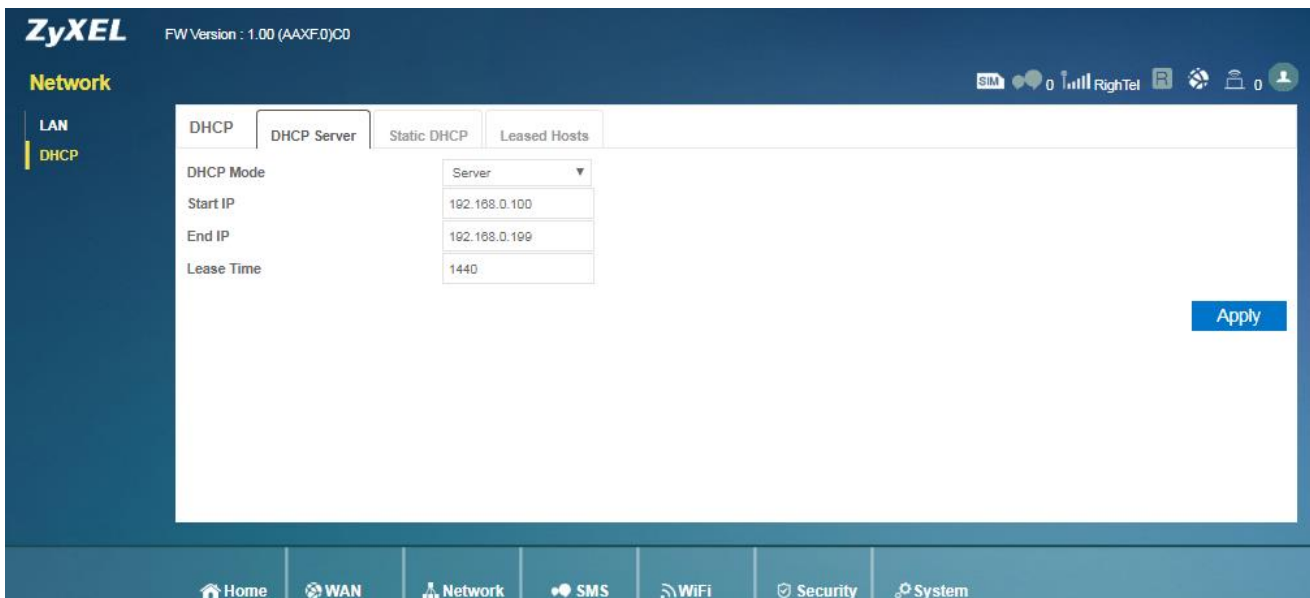 ZyXEL FW Version : 1.00 (AAXF.0)C0
Network
SIM 0 RighTel R 0
LAN
DHCP
DHCP DHCP Server Static DHCP Leased Hosts
DHCP Mode Server
Start IP 192.168.0.100
End IP 192.168.0.199
Lease Time 1440
Apply
Home WAN Network SMS WiFi Security System